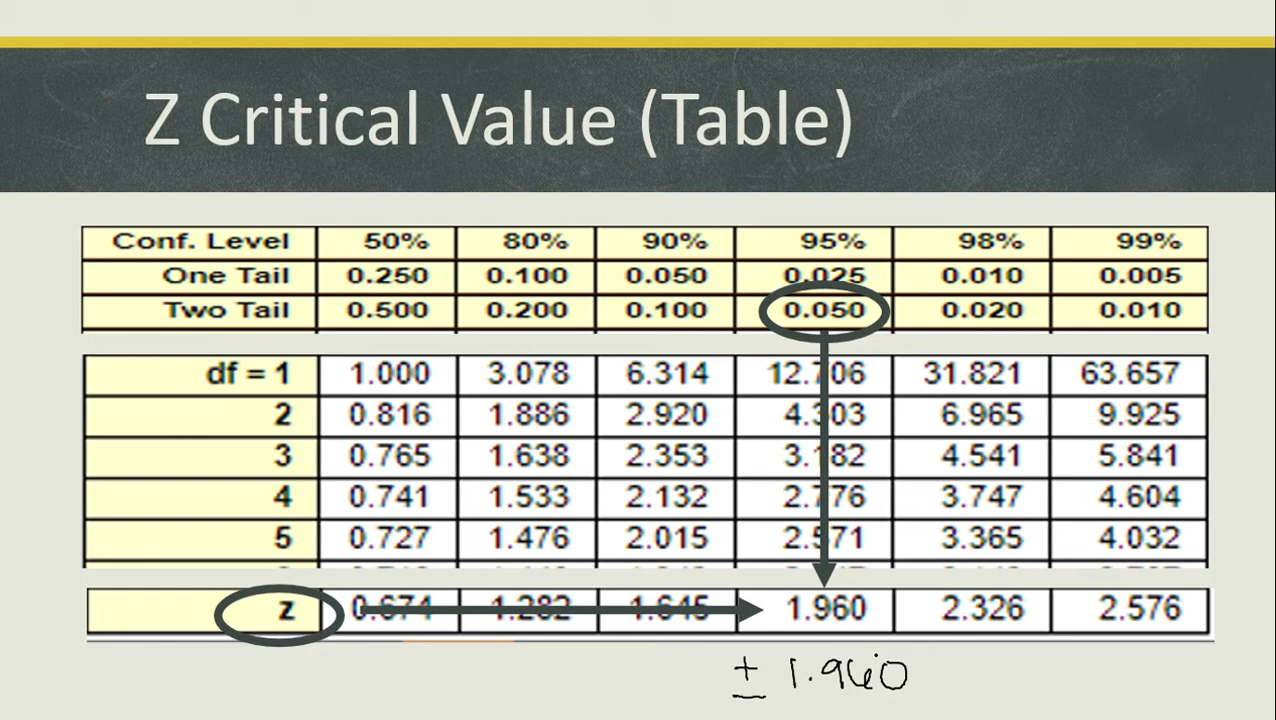 Z Critical Value (Table)
Conf. Level 50% 80% 90% 95% 98% 99%
One Tail 0.250 0.100 0.050 0.025 0.010 0.005
Two Tail 0.500 0.200 0.100 0.050 0.020 0.010
df = 1 1.000 3.078 6.314 12.706 31.821 63.657
2 0.816 1.886 2.920 4.303 6.965 9.925
3 0.765 1.638 2.353 3.182 4.541 5.841
4 0.741 1.533 2.132 2.776 3.747 4.604
5 0.727 1.476 2.015 2.571 3.365 4.032
z 0.674 1.282 1.645 1.960 2.326 2.576
± 1.960